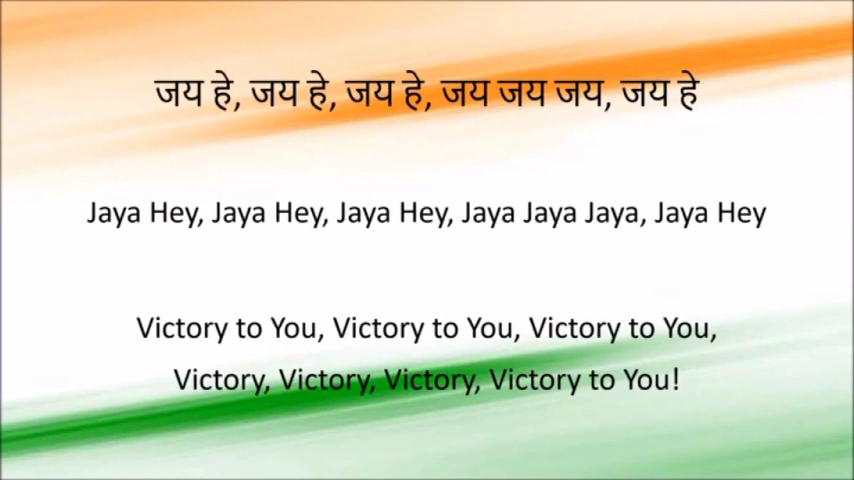 जय हे, जय हे, जय हे, जय जय जय, जय हे
Jaya Hey, Jaya Hey, Jaya Hey, Jaya Jaya Jaya, Jaya Hey
Victory to You, Victory to You, Victory to You,
Victory, Victory, Victory, Victory to You!